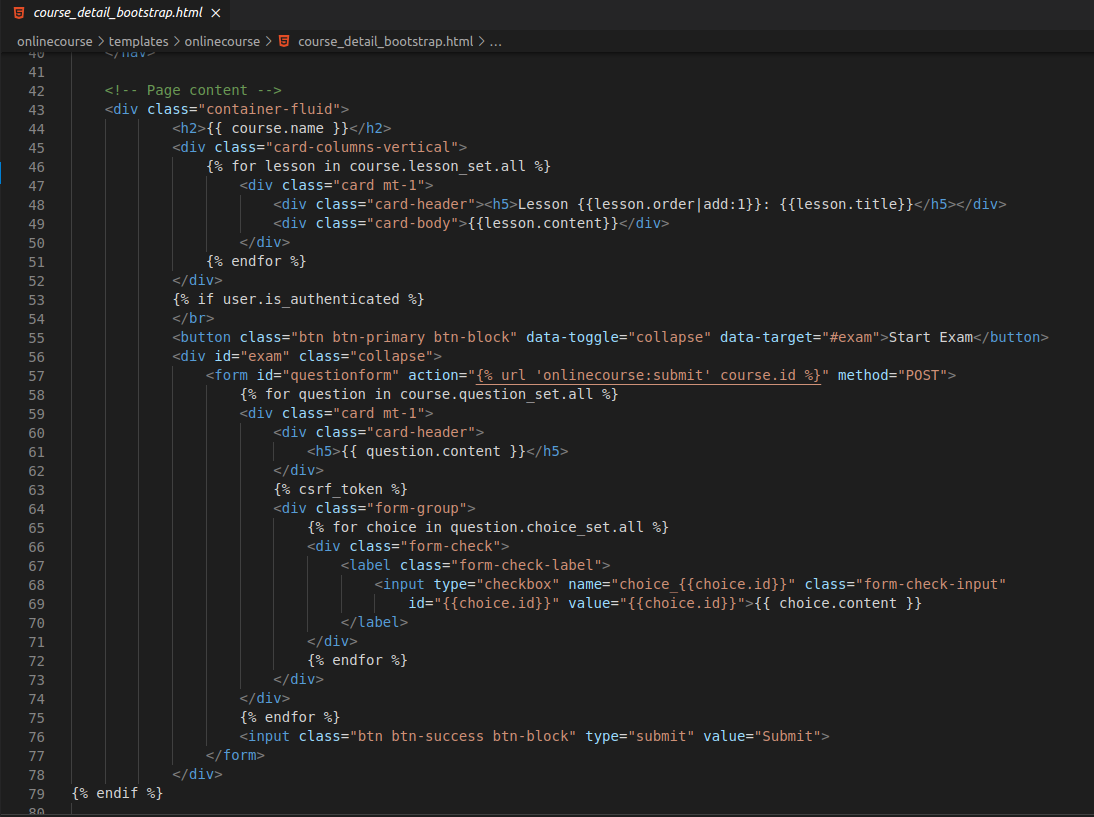 course_detail_bootstrap.html ×
onlinecourse > templates > onlinecourse > course_detail_bootstrap.html > ...
40 </nav>
41
42 <!-- Page content -->
43 <div class="container-fluid">
44 <h2>{{ course.name }}</h2>
45 <div class="card-columns-vertical">
46 {% for lesson in course.lesson_set.all %}
47 <div class="card mt-1">
48 <div class="card-header"><h5>Lesson {{lesson.order|add:1}}: {{lesson.title}}</h5></div>
49 <div class="card-body">{{lesson.content}}</div>
50 </div>
51 {% endfor %}
52 </div>
53 {% if user.is_authenticated %}
54 </br>
55 <button class="btn btn-primary btn-block" data-toggle="collapse" data-target="#exam">Start Exam</button>
56 <div id="exam" class="collapse">
57 <form id="questionform" action="{% url 'onlinecourse:submit' course.id %}" method="POST">
58 {% for question in course.question_set.all %}
59 <div class="card mt-1">
60 <div class="card-header">
61 <h5>{{ question.content }}</h5>
62 </div>
63 {% csrf_token %}
64 <div class="form-group">
65 {% for choice in question.choice_set.all %}
66 <div class="form-check">
67 <label class="form-check-label">
68 <input type="checkbox" name="choice_{{choice.id}}" class="form-check-input"
69 id="{{choice.id}}" value="{{choice.id}}">{{ choice.content }}
70 </label>
71 </div>
72 {% endfor %}
73 </div>
74 </div>
75 {% endfor %}
76 <input class="btn btn-success btn-block" type="submit" value="Submit">
77 </form>
78 </div>
79 {% endif %}
80